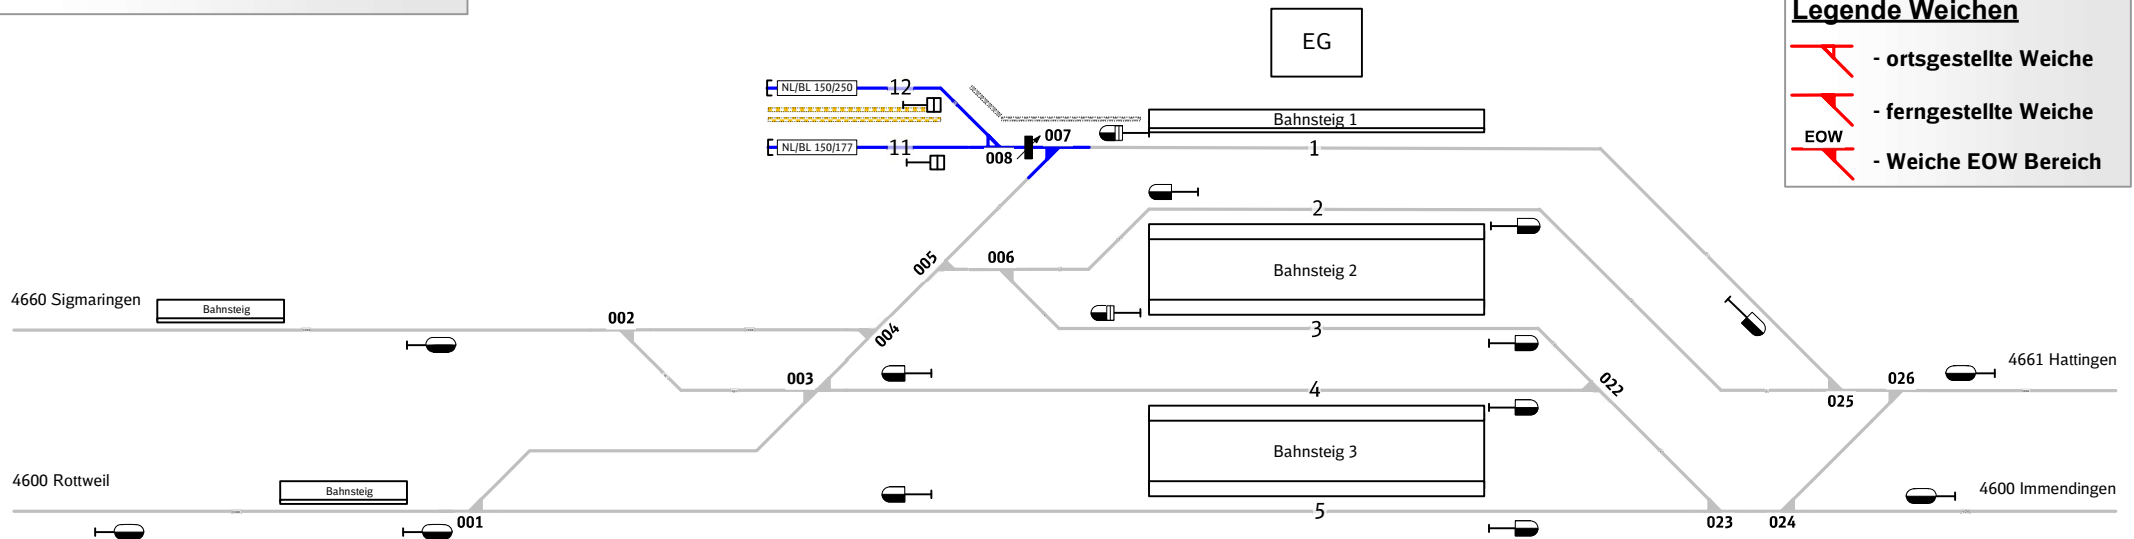 EG
Legende Weichen
- ortsgestellte Weiche
- ferngestellte Weiche
EOW
- Weiche EOW Bereich
NL/BL 150/250
12
NL/BL 150/177
11
008
007
Bahnsteig 1
1
2
Bahnsteig 2
3
005
006
4660 Sigmaringen
Bahnsteig
002
004
003
4
022
4661 Hattingen
026
025
Bahnsteig 3
4600 Rottweil
Bahnsteig
001
5
023
024
4600 Immendingen